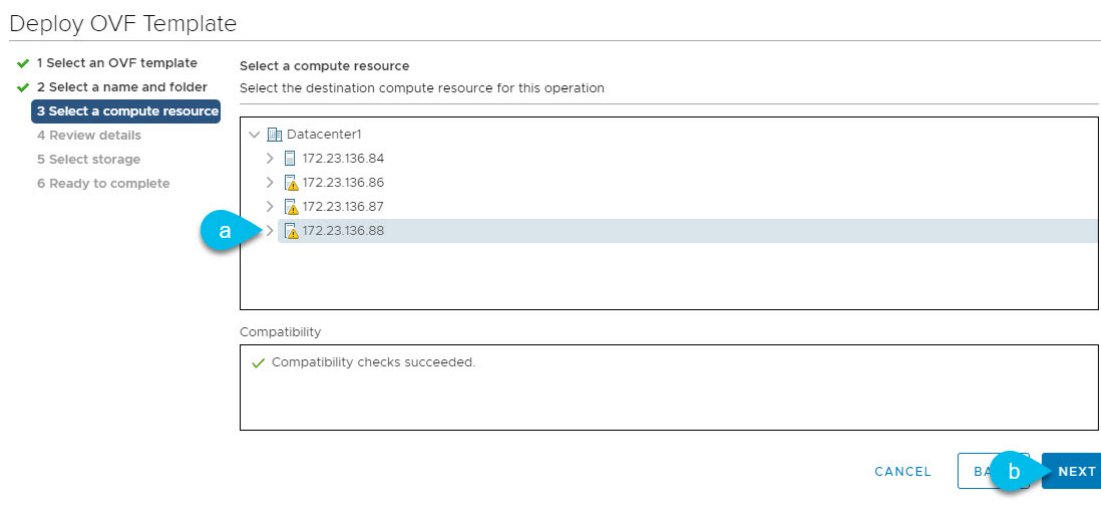 Deploy OVF Template
1 Select an OVF template
2 Select a name and folder
3 Select a compute resource
4 Review details
5 Select storage
6 Ready to complete
Select a compute resource
Select the destination compute resource for this operation
Datacenter1
172.23.136.84
172.23.136.86
172.23.136.87
a
172.23.136.88
Compatibility
Compatibility checks succeeded.
CANCEL
b
NEXT